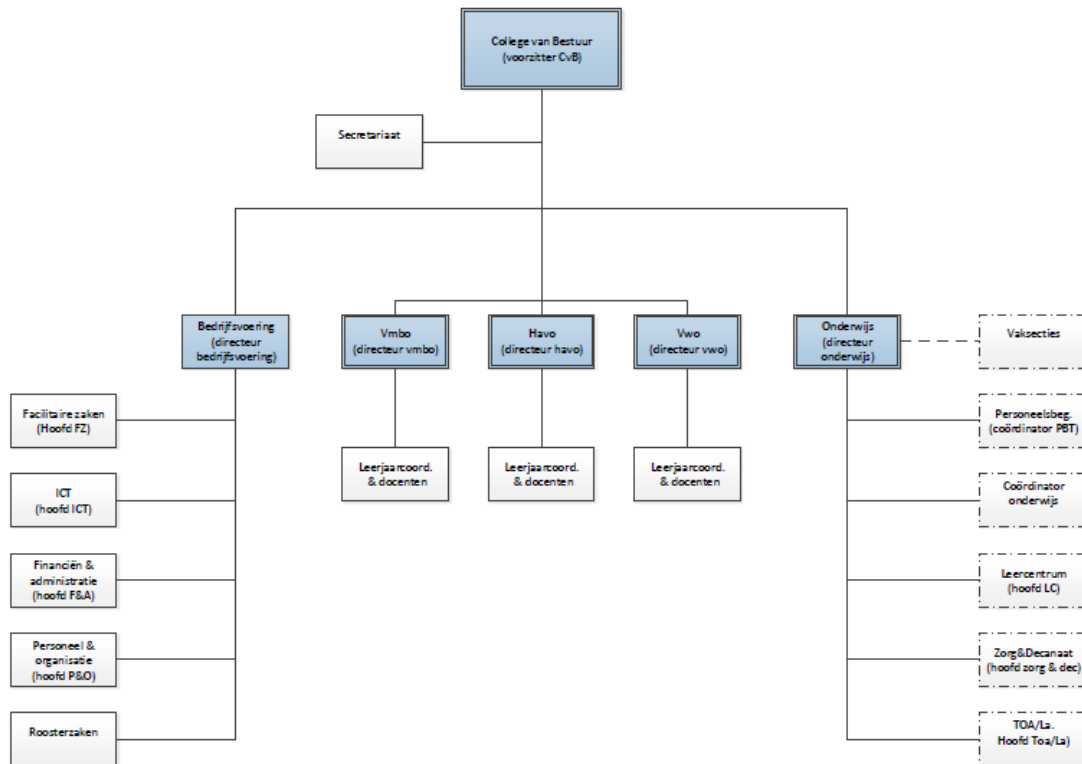 College van Bestuur
(voorzitter CvB)
Secretariaat
Bedrijfsvoering
(directeur
bedrijfsvoering)
Vmbo
(directeur vmbo)
Havo
(directeur havo)
Vwo
(directeur vwo)
Onderwijs
(directeur
onderwijs)
Vaksecties
Facilitaire zaken
(Hoofd FZ)
ICT
(hoofd ICT)
Financiën &
administratie
(hoofd F&A)
Personeel &
organisatie
(hoofd P&O)
Roosterzaken
Leerjaarcoord.
& docenten
Leerjaarcoord.
& docenten
Leerjaarcoord.
& docenten
Personeelsbeg.
(coördinator PBT)
Coördinator
onderwijs
Leercentrum
(hoofd LC)
Zorg&Decanaat
(hoofd zorg & dec)
TOA/La.
Hoofd Toa/La)